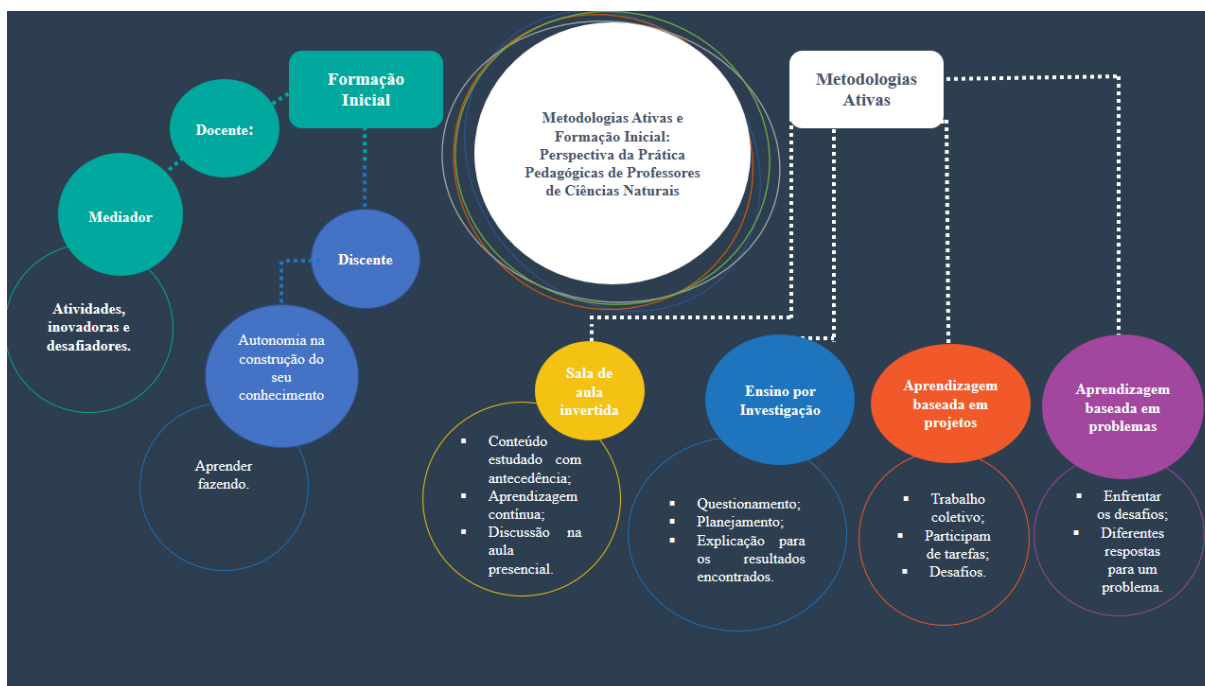 Formação
Inicial
Docente:
Mediador
Atividades,
inovadoras e
desafiadores.
Discente
Autonomia na
construção do
seu
conhecimento
Aprender
fazendo.
Metodologias Ativas e
Formação Inicial:
Perspectiva da Prática
Pedagógicas de Professores
de Ciências Naturais
Metodologias
Ativas
Sala de
aula
invertida
▪ Conteúdo
estudado com
antecedência;
▪ Aprendizagem
contínua;
▪ Discussão na
aula
presencial.
Ensino por
Investigação
▪ Questionamento;
▪ Planejamento;
▪ Explicação para
os resultados
encontrados.
Aprendizagem
baseada em
projetos
▪ Trabalho
coletivo;
▪ Participam
de tarefas;
▪ Desafios.
Aprendizagem
baseada em
problemas
▪ Enfrentar
os desafios;
▪ Diferentes
respostas
para um
problema.